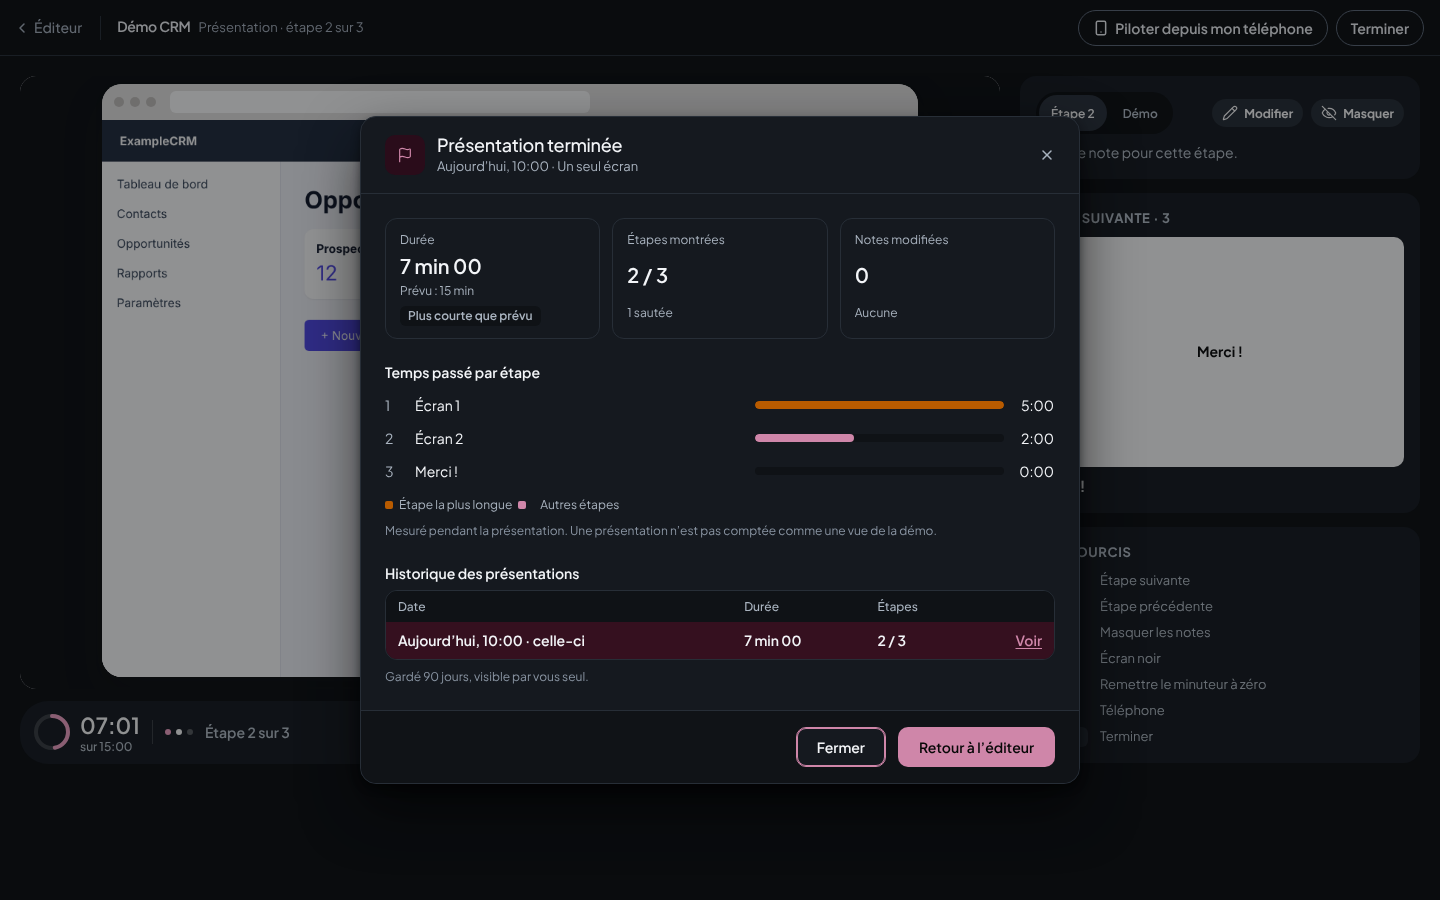 Éditeur
Démo CRM Présentation · étape 2 sur 3
Piloter depuis mon téléphone
Terminer
ExampleCRM
Tableau de bord
Contacts
Opportunités
Rapports
Paramètres
12
Présentation terminée
Aujourd'hui, 10:00 · Un seul écran
Durée
7 min 00
Prévu : 15 min
Plus courte que prévu
Étapes montrées
2 / 3
1 sautée
Notes modifiées
0
Aucune
Temps passé par étape
1 Écran 1 5:00
2 Écran 2 2:00
3 Merci ! 0:00
Étape la plus longue Autres étapes
Mesuré pendant la présentation. Une présentation n'est pas comptée comme une vue de la démo.
Historique des présentations
Date Durée Étapes
Aujourd’hui, 10:00 · celle-ci 7 min 00 2 / 3 Voir
Gardé 90 jours, visible par vous seul.
Fermer
Retour à l’éditeur
Étape 2
Démo
Modifier
Masquer
note pour cette étape.
SUIVANTE · 3
Merci !
!
Étape suivante
Étape précédente
Masquer les notes
Écran noir
Remettre le minuteur à zéro
Téléphone
Terminer
07:01
sur 15:00
Étape 2 sur 3